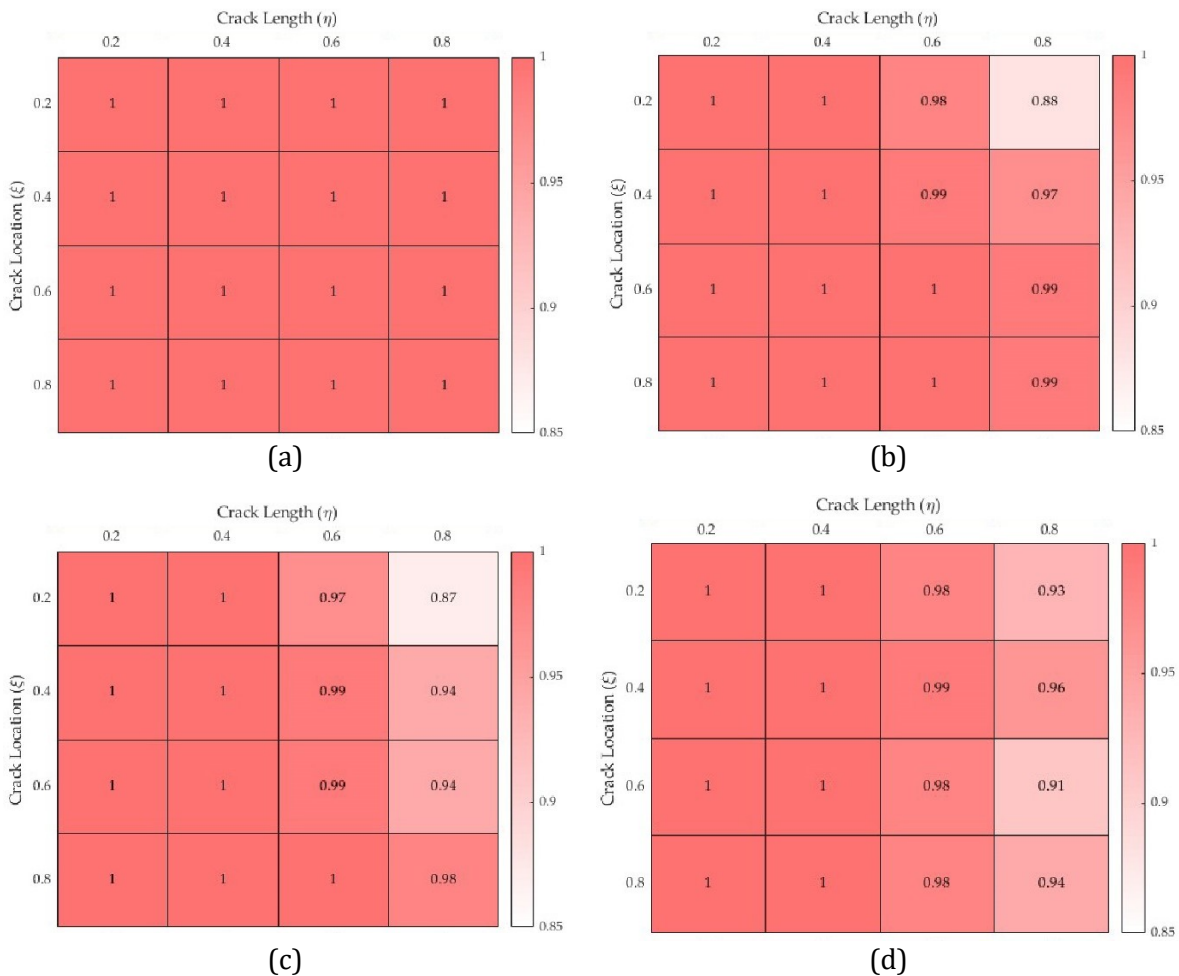 Crack Length (η)
0.2 0.4 0.6 0.8
Crack Location (ξ)
0.2 1 1 1 1
0.4 1 1 1 1
0.6 1 1 1 1
0.8 1 1 1 1
1
0.95
0.9
0.85
(a)
Crack Length (η)
0.2 0.4 0.6 0.8
Crack Location (ξ)
0.2 1 1 0.98 0.88
0.4 1 1 0.99 0.97
0.6 1 1 1 0.99
0.8 1 1 1 0.99
1
0.95
0.9
0.85
(b)
Crack Length (η)
0.2 0.4 0.6 0.8
Crack Location (ξ)
0.2 1 1 0.97 0.87
0.4 1 1 0.99 0.94
0.6 1 1 0.99 0.94
0.8 1 1 1 0.98
1
0.95
0.9
0.85
(c)
Crack Length (η)
0.2 0.4 0.6 0.8
Crack Location (ξ)
0.2 1 1 0.98 0.93
0.4 1 1 0.99 0.96
0.6 1 1 0.98 0.91
0.8 1 1 0.98 0.94
1
0.95
0.9
0.85
(d)